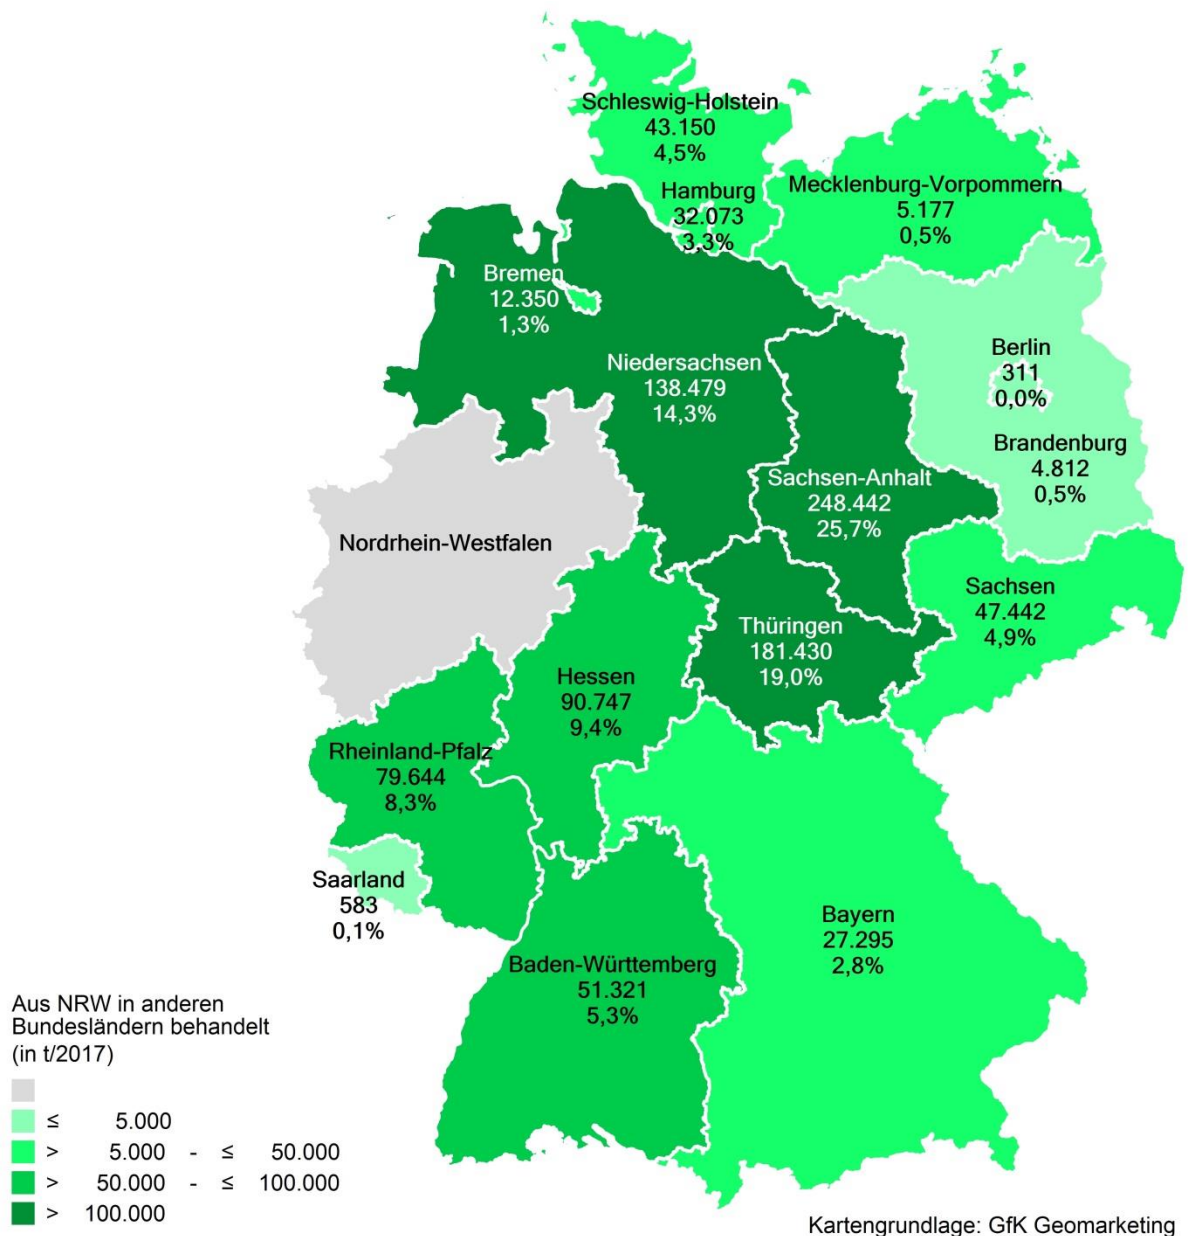 Schleswig-Holstein
43.150
4,5%
Hamburg
32.073
3,3%
Mecklenburg-Vorpommern
5.177
0,5%
Bremen
12.350
1,3%
Niedersachsen
138.479
14,3%
Berlin
311
0,0%
Brandenburg
4.812
0,5%
Sachsen-Anhalt
248.442
25,7%
Nordrhein-Westfalen
Sachsen
47.442
4,9%
Thüringen
181.430
19,0%
Hessen
90.747
9,4%
Rheinland-Pfalz
79.644
8,3%
Saarland
583
0,1%
Bayern
27.295
2,8%
Baden-Württemberg
51.321
5,3%
Aus NRW in anderen
Bundesländern behandelt
(in t/2017)
≤ 5.000
> 5.000 - ≤ 50.000
> 50.000 - ≤ 100.000
> 100.000
Kartengrundlage: GfK Geomarketing